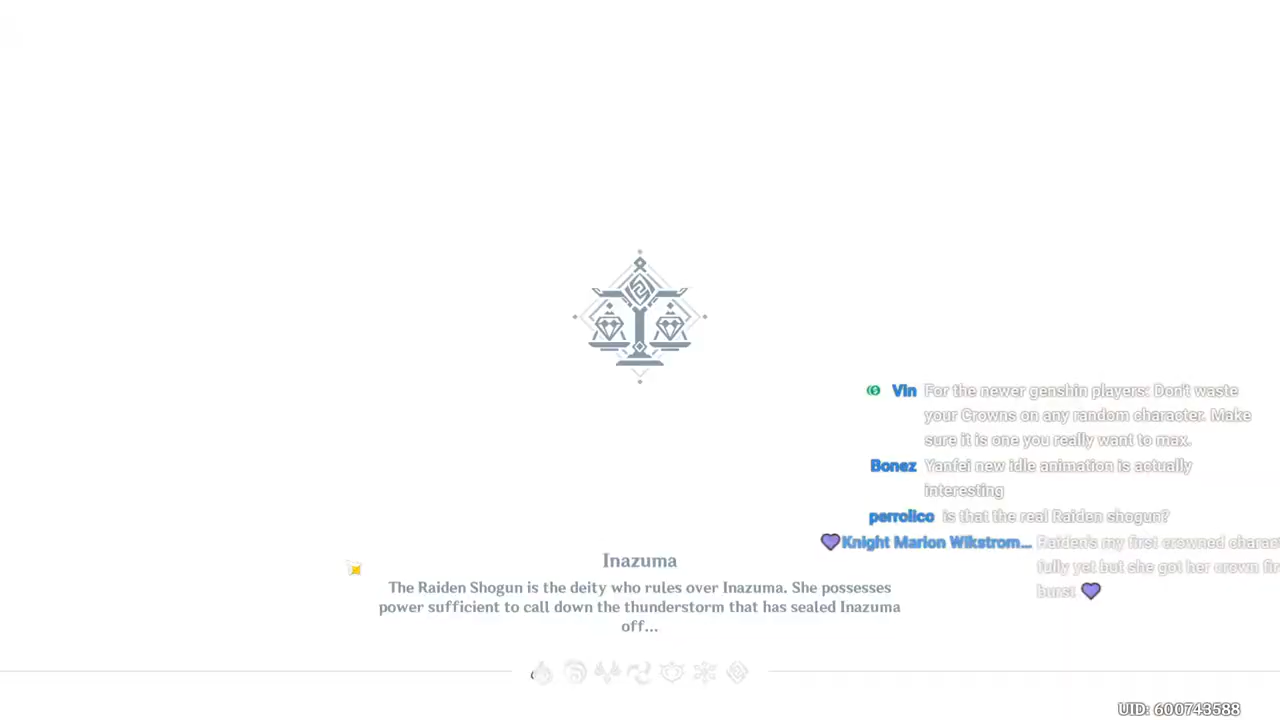 Vin For the newer genshin players: Don't waste
your Crowns on any random character. Make
sure it is one you really want to max.
Bonez Yanfei new idle animation is actually
interesting
perrolico is that the real Raiden shogun?
Knight Marion Wikstrom... Raiden's my first crowned charac
fully yet but she got her crown fir
burst
Inazuma
The Raiden Shogun is the deity who rules over Inazuma. She possesses
power sufficient to call down the thunderstorm that has sealed Inazuma
off...
UID: 600743588